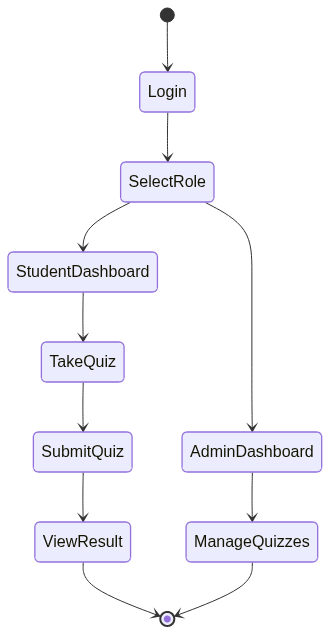 Login
SelectRole
StudentDashboard
TakeQuiz
SubmitQuiz
AdminDashboard
ViewResult
ManageQuizzes